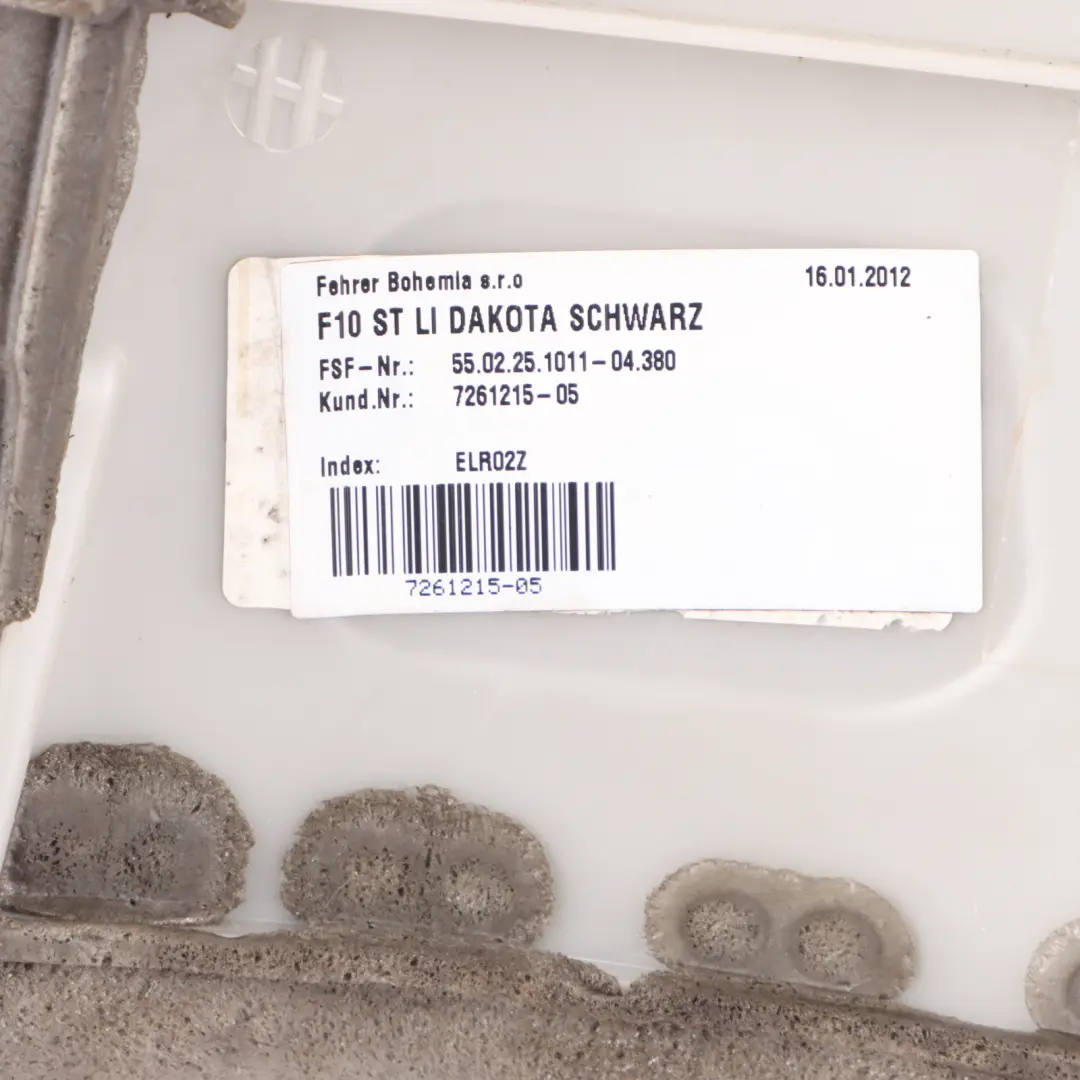 Fehrer Bohemia s.r.o 16.01.2012
F10 ST LI DAKOTA SCHWARZ
FSF-Nr.: 55.02.25.1011-04.380
Kund.Nr.: 7261215-05
Index: ELR02Z
7261215-05